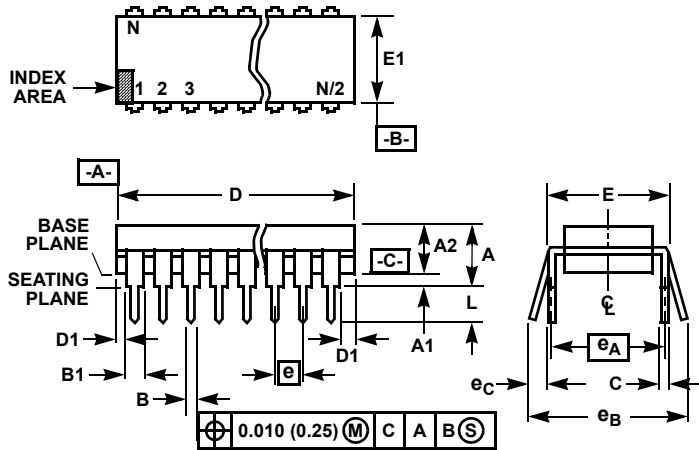 N
INDEX
AREA
1 2 3 N/2
E1
-B-
-A-
D
E
BASE
PLANE
SEATING
PLANE
-C-
A2
A
L
A1
D1
D1
B1
B
e
℄
eA
eC
C
eB
⌖ 0.010 (0.25) Ⓜ C A B Ⓢ